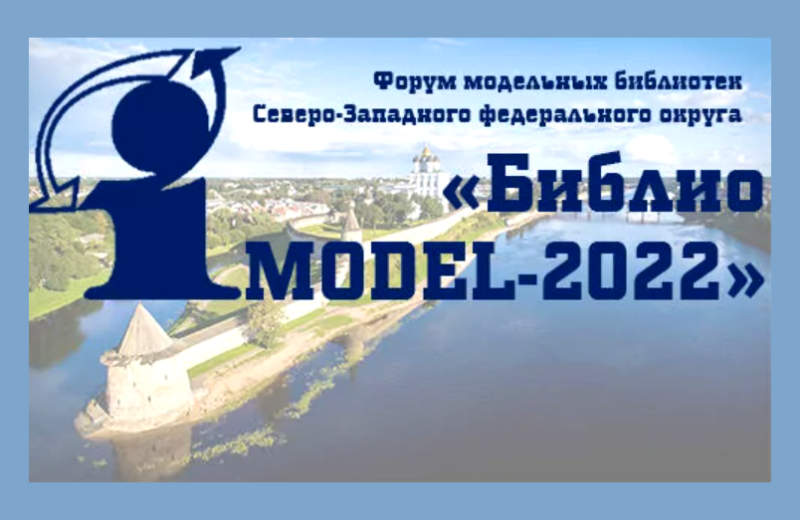 Форум модельных библиотек
Северо-Западного федерального округа
«Библио
MODEL-2022»